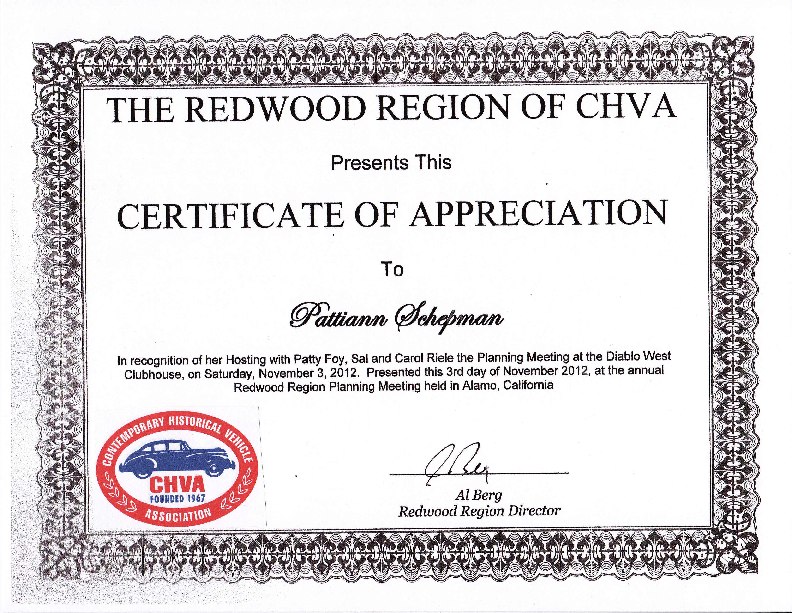 THE REDWOOD REGION OF CHVA
Presents This
CERTIFICATE OF APPRECIATION
To
Pattiann Schepman
In recognition of her Hosting with Patty Foy, Sal and Carol Riele the Planning Meeting at the Diablo West
Clubhouse, on Saturday, November 3, 2012. Presented this 3rd day of November 2012, at the annual
Redwood Region Planning Meeting held in Alamo, California
CONTEMPORARY HISTORICAL VEHICLE
CHVA
FOUNDED 1967
ASSOCIATION
Al Berg
Redwood Region Director